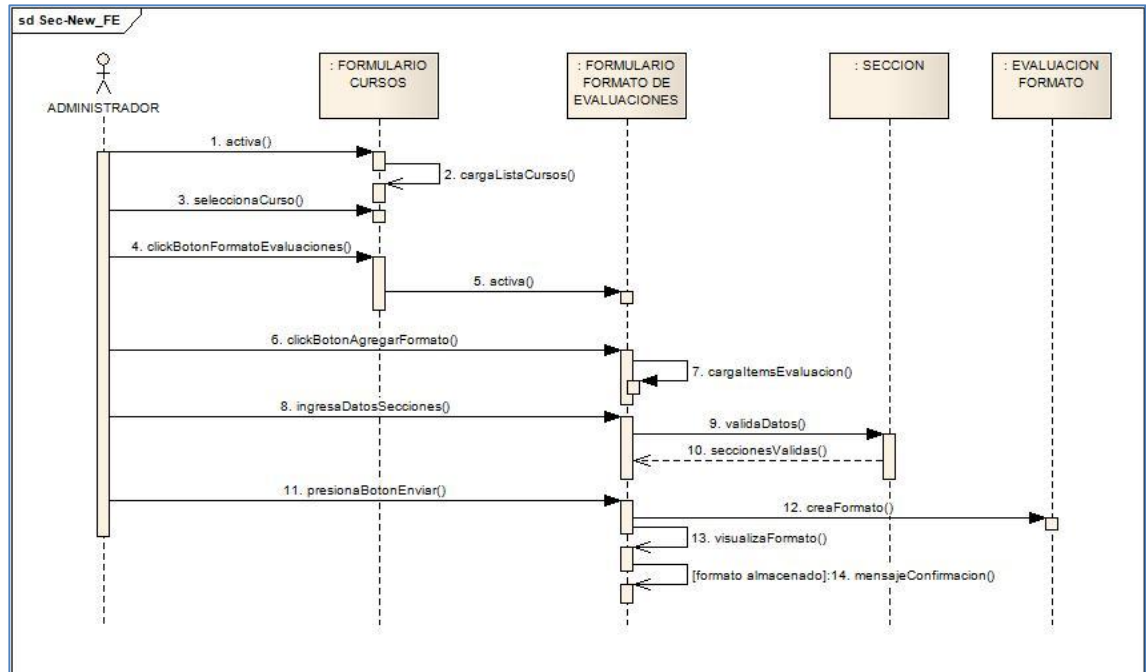 sd Sec-New_FE
ADMINISTRADOR
: FORMULARIO
CURSOS
: FORMULARIO
FORMATO DE
EVALUACIONES
: SECCION
: EVALUACION
FORMATO
1. activa()
2. cargaListaCursos()
3. seleccionaCurso()
4. clickBotonFormatoEvaluaciones()
5. activa()
6. clickBotonAgregarFormato()
7. cargaItemsEvaluacion()
8. ingresaDatosSecciones()
9. validaDatos()
10. seccionesValidas()
11. presionaBotonEnviar()
12. creaFormato()
13. visualizaFormato()
[formato almacenado]:14. mensajeConfirmacion()